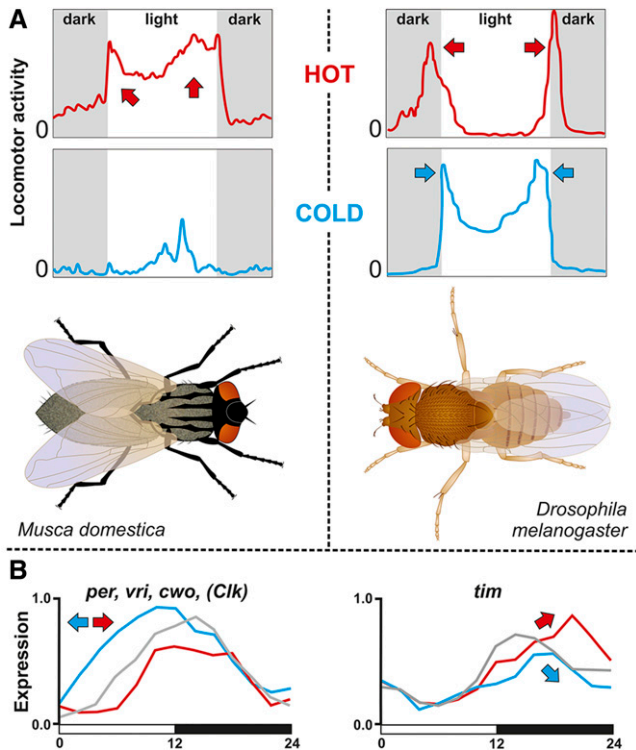 A
dark light dark
dark light dark
Locomotor activity
HOT
0
0
COLD
0
0
Musca domestica
Drosophila
melanogaster
B
per, vri, cwo, (Clk)
tim
Expression
1.0
0.0
0 12 24
1.0
0.0
0 12 24